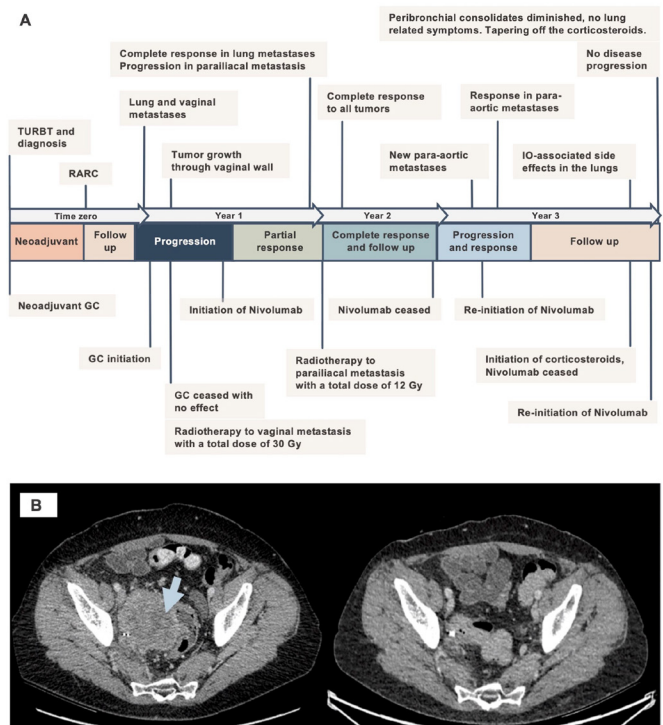 A
Peribronchial consolidates diminished, no lung
related symptoms. Tapering off the corticosteroids.
No disease
progression
Complete response in lung metastases
Progression in parailiacal metastasis
Lung and vaginal
metastases
Complete response
to all tumors
Response in para-
aortic metastases
TURBT and
diagnosis
RARC
Tumor growth
through vaginal wall
New para-aortic
metastases
IO-associated side
effects in the lungs
Time zero
Year 1
Year 2
Year 3
Neoadjuvant
Follow
up
Progression
Partial
response
Complete response
and follow up
Progression
and response
Follow up
Neoadjuvant GC
Initiation of Nivolumab
Nivolumab ceased
Re-initiation of Nivolumab
GC initiation
Radiotherapy to
parailiacal metastasis
with a total dose of 12 Gy
Initiation of corticosteroids,
Nivolumab ceased
GC ceased with
no effect
Radiotherapy to vaginal metastasis
with a total dose of 30 Gy
Re-initiation of Nivolumab
B